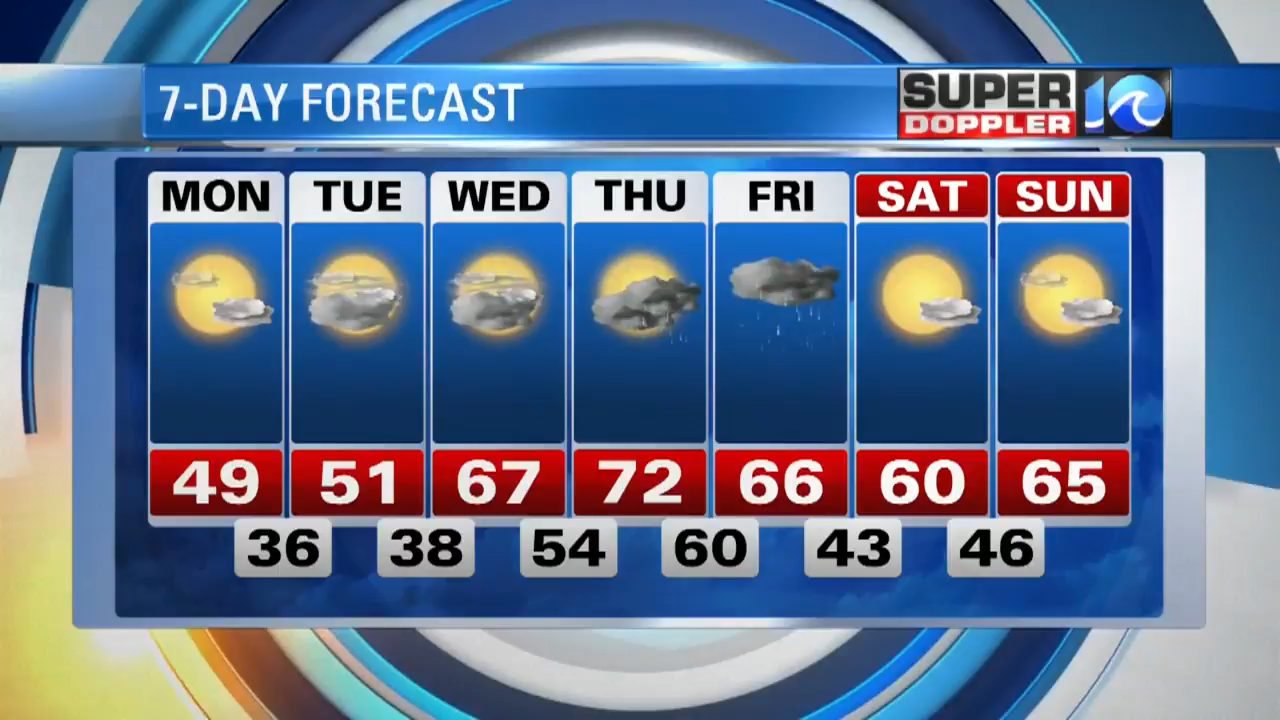 7-DAY FORECAST
SUPER
DOPPLER
10
MON TUE WED THU FRI SAT SUN
49 51 67 72 66 60 65
36 38 54 60 43 46